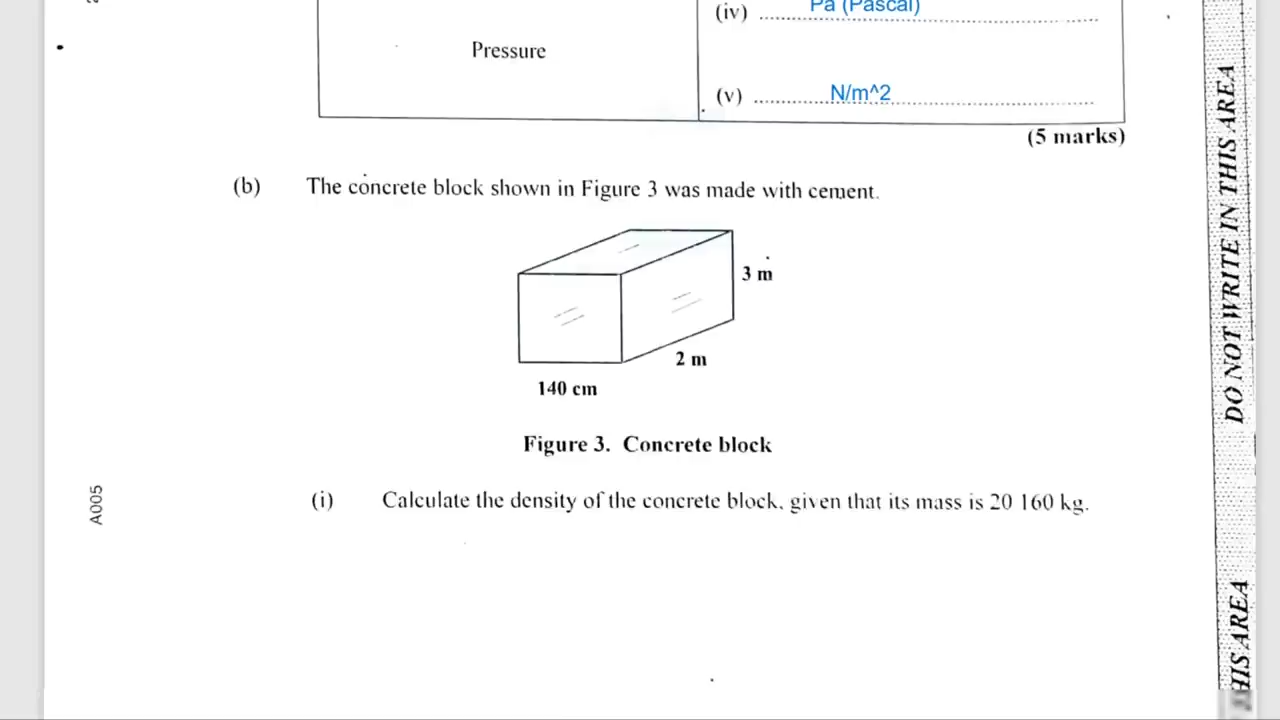 (iv) Pa (Pascal)
Pressure
(v) N/m^2
(5 marks)
(b) The concrete block shown in Figure 3 was made with cement.
3 m
2 m
140 cm
Figure 3. Concrete block
(i) Calculate the density of the concrete block, given that its mass is 20 160 kg.
A005
DO NOT WRITE IN THIS AREA
HIS AREA